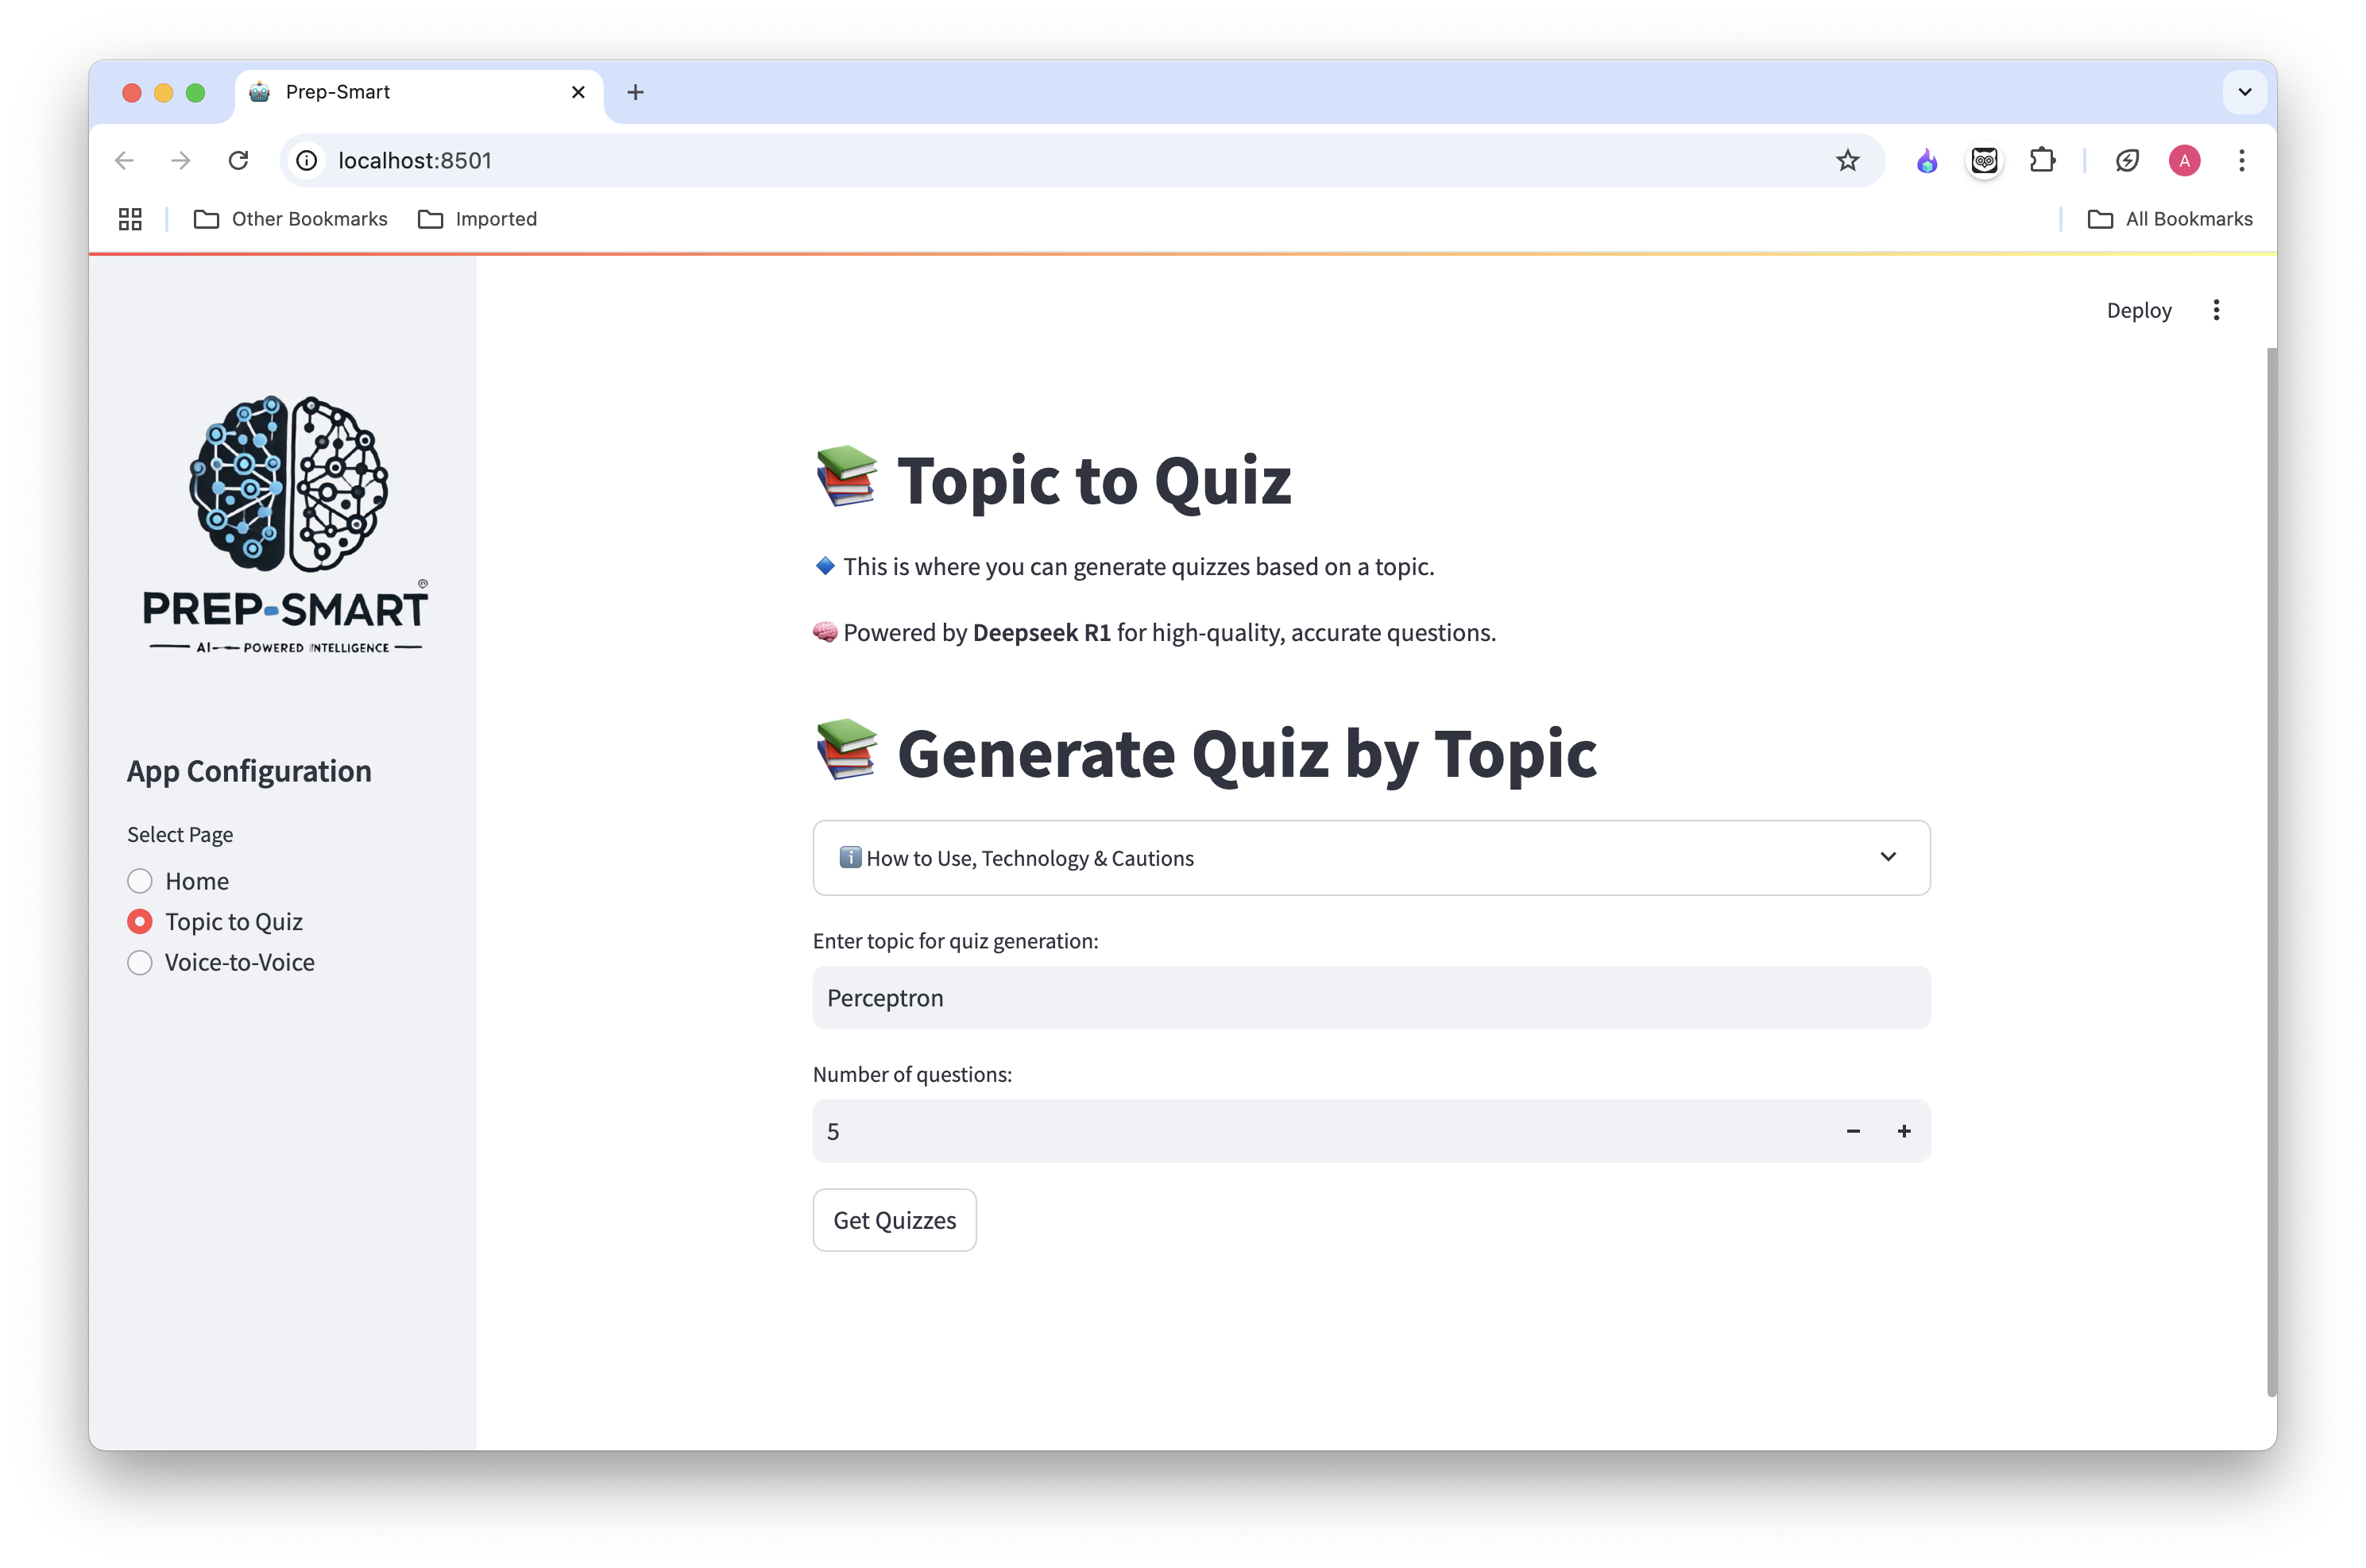 Prep-Smart
localhost:8501
A
Other Bookmarks
Imported
All Bookmarks
Deploy
PREP-SMART
AI POWERED INTELLIGENCE
App Configuration
Select Page
Home
Topic to Quiz
Voice-to-Voice
📚 Topic to Quiz
🔹 This is where you can generate quizzes based on a topic.
🧠 Powered by Deepseek R1 for high-quality, accurate questions.
📚 Generate Quiz by Topic
ℹ️ How to Use, Technology & Cautions
Enter topic for quiz generation:
Perceptron
Number of questions:
5
Get Quizzes